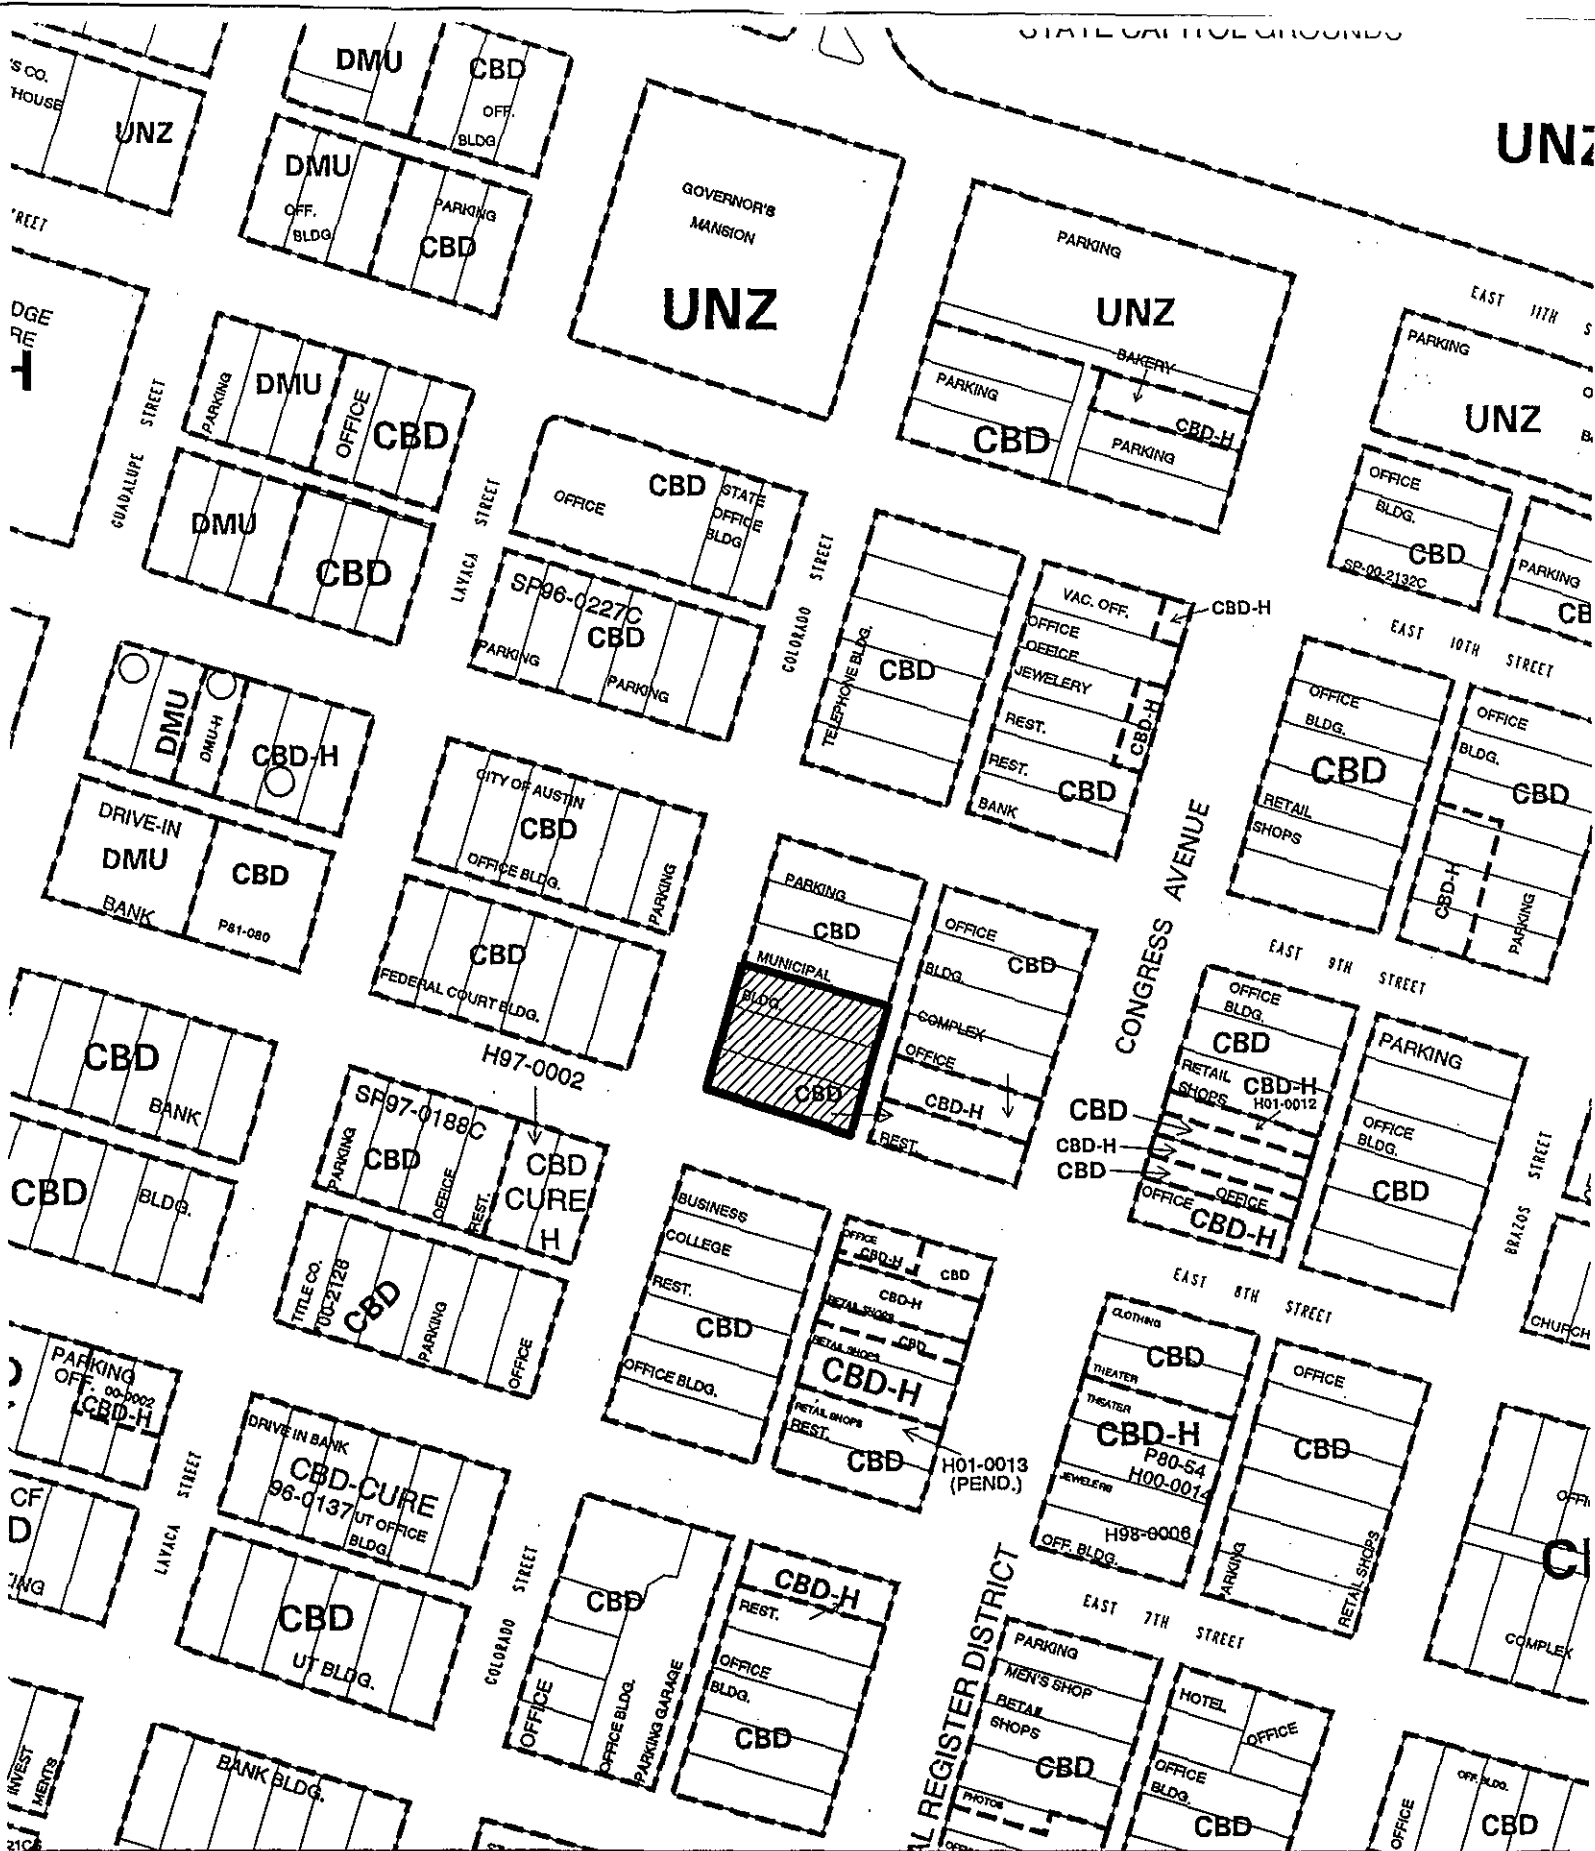 STATE CAPITOL GROUNDS
'S CO.
THOUSE
UNZ
DMU
CBD
OFF.
BLDG
DMU
OFF.
BLDG.
PARKING
CBD
GOVERNOR'S
MANSION
UNZ
UNZ
PARKING
UNZ
BAKERY
PARKING
CBD
CBD-H
PARKING
EAST 11TH S
PARKING
UNZ
'REET
DGE
RE
GUADALUPE STREET
PARKING
DMU
OFFICE
CBD
DMU
CBD
LAVACA STREET
OFFICE
CBD
STATE
OFFICE
BLDG
SP96-0227C
CBD
PARKING
PARKING
COLORADO STREET
TELEPHONE BLDG.
CBD
VAC. OFF.
CBD-H
OFFICE
OFFICE
JEWELERY
REST.
CBD-H
REST.
CBD
BANK
OFFICE
BLDG.
CBD
SP-00-2132C
PARKING
CB
EAST 10TH STREET
OFFICE
BLDG.
CBD
RETAIL
SHOPS
OFFICE
BLDG.
CBD
CBD-H
PARKING
DMU
DMU-H
CBD-H
DRIVE-IN
DMU
BANK
CBD
P81-080
CITY OF AUSTIN
CBD
OFFICE BLDG.
PARKING
CBD
FEDERAL COURT BLDG.
PARKING
CBD
MUNICIPAL
BLDG.
CBD
OFFICE
CBD
BLDG.
COMPLEX
OFFICE
CBD-H
REST.
CONGRESS AVENUE
EAST 9TH STREET
OFFICE
BLDG.
CBD
RETAIL
SHOPS
CBD-H
H01-0012
CBD
CBD-H
CBD
OFFICE
OFFICE
CBD-H
PARKING
OFFICE
BLDG.
CBD
BRAZOS STREET
CHURCH
CBD
BANK
CBD
BLDG.
H97-0002
SP97-0188C
PARKING
CBD
OFFICE
REST.
CBD
CURE
H
TITLE CO.
'00-2128
CBD
PARKING
OFFICE
BUSINESS
COLLEGE
REST.
CBD
OFFICE BLDG.
OFFICE
CBD-H
CBD
CBD-H
RETAIL SHOPS
CBD
RETAIL SHOPS
CBD-H
RETAIL SHOPS
REST.
CBD
H01-0013
(PEND.)
EAST 8TH STREET
CLOTHING
CBD
THEATER
THEATER
CBD-H
P80-54
H00-0014
JEWELERS
H98-0006
OFF. BLDG.
OFFICE
CBD
ARKING
RETAIL SHOPS
COMPLEX
PARKING
OFF.
00-0002
CBD-H
LAVACA STREET
CF
D
ING
DRIVE IN BANK
CBD-CURE
96-0137
UT OFFICE
BLDG.
CBD
UT BLDG.
COLORADO STREET
CBD
OFFICE
OFFICE BLDG.
PARKING GARAGE
CBD-H
REST.
OFFICE
BLDG.
CBD
AL REGISTER DISTRICT
EAST 7TH STREET
PARKING
MEN'S SHOP
RETAIL
SHOPS
CBD
PHOTOS
HOTEL
OFFICE
OFFICE
BLDG.
CBD
OFF. BLDG.
OFFICE
CBD
INVEST
MENTS
BANK BLDG.